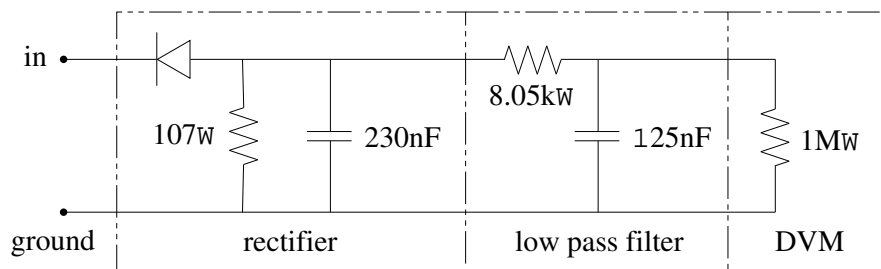 in
8.05kW
107W
230nF
125nF
1MW
ground
rectifier
low pass filter
DVM